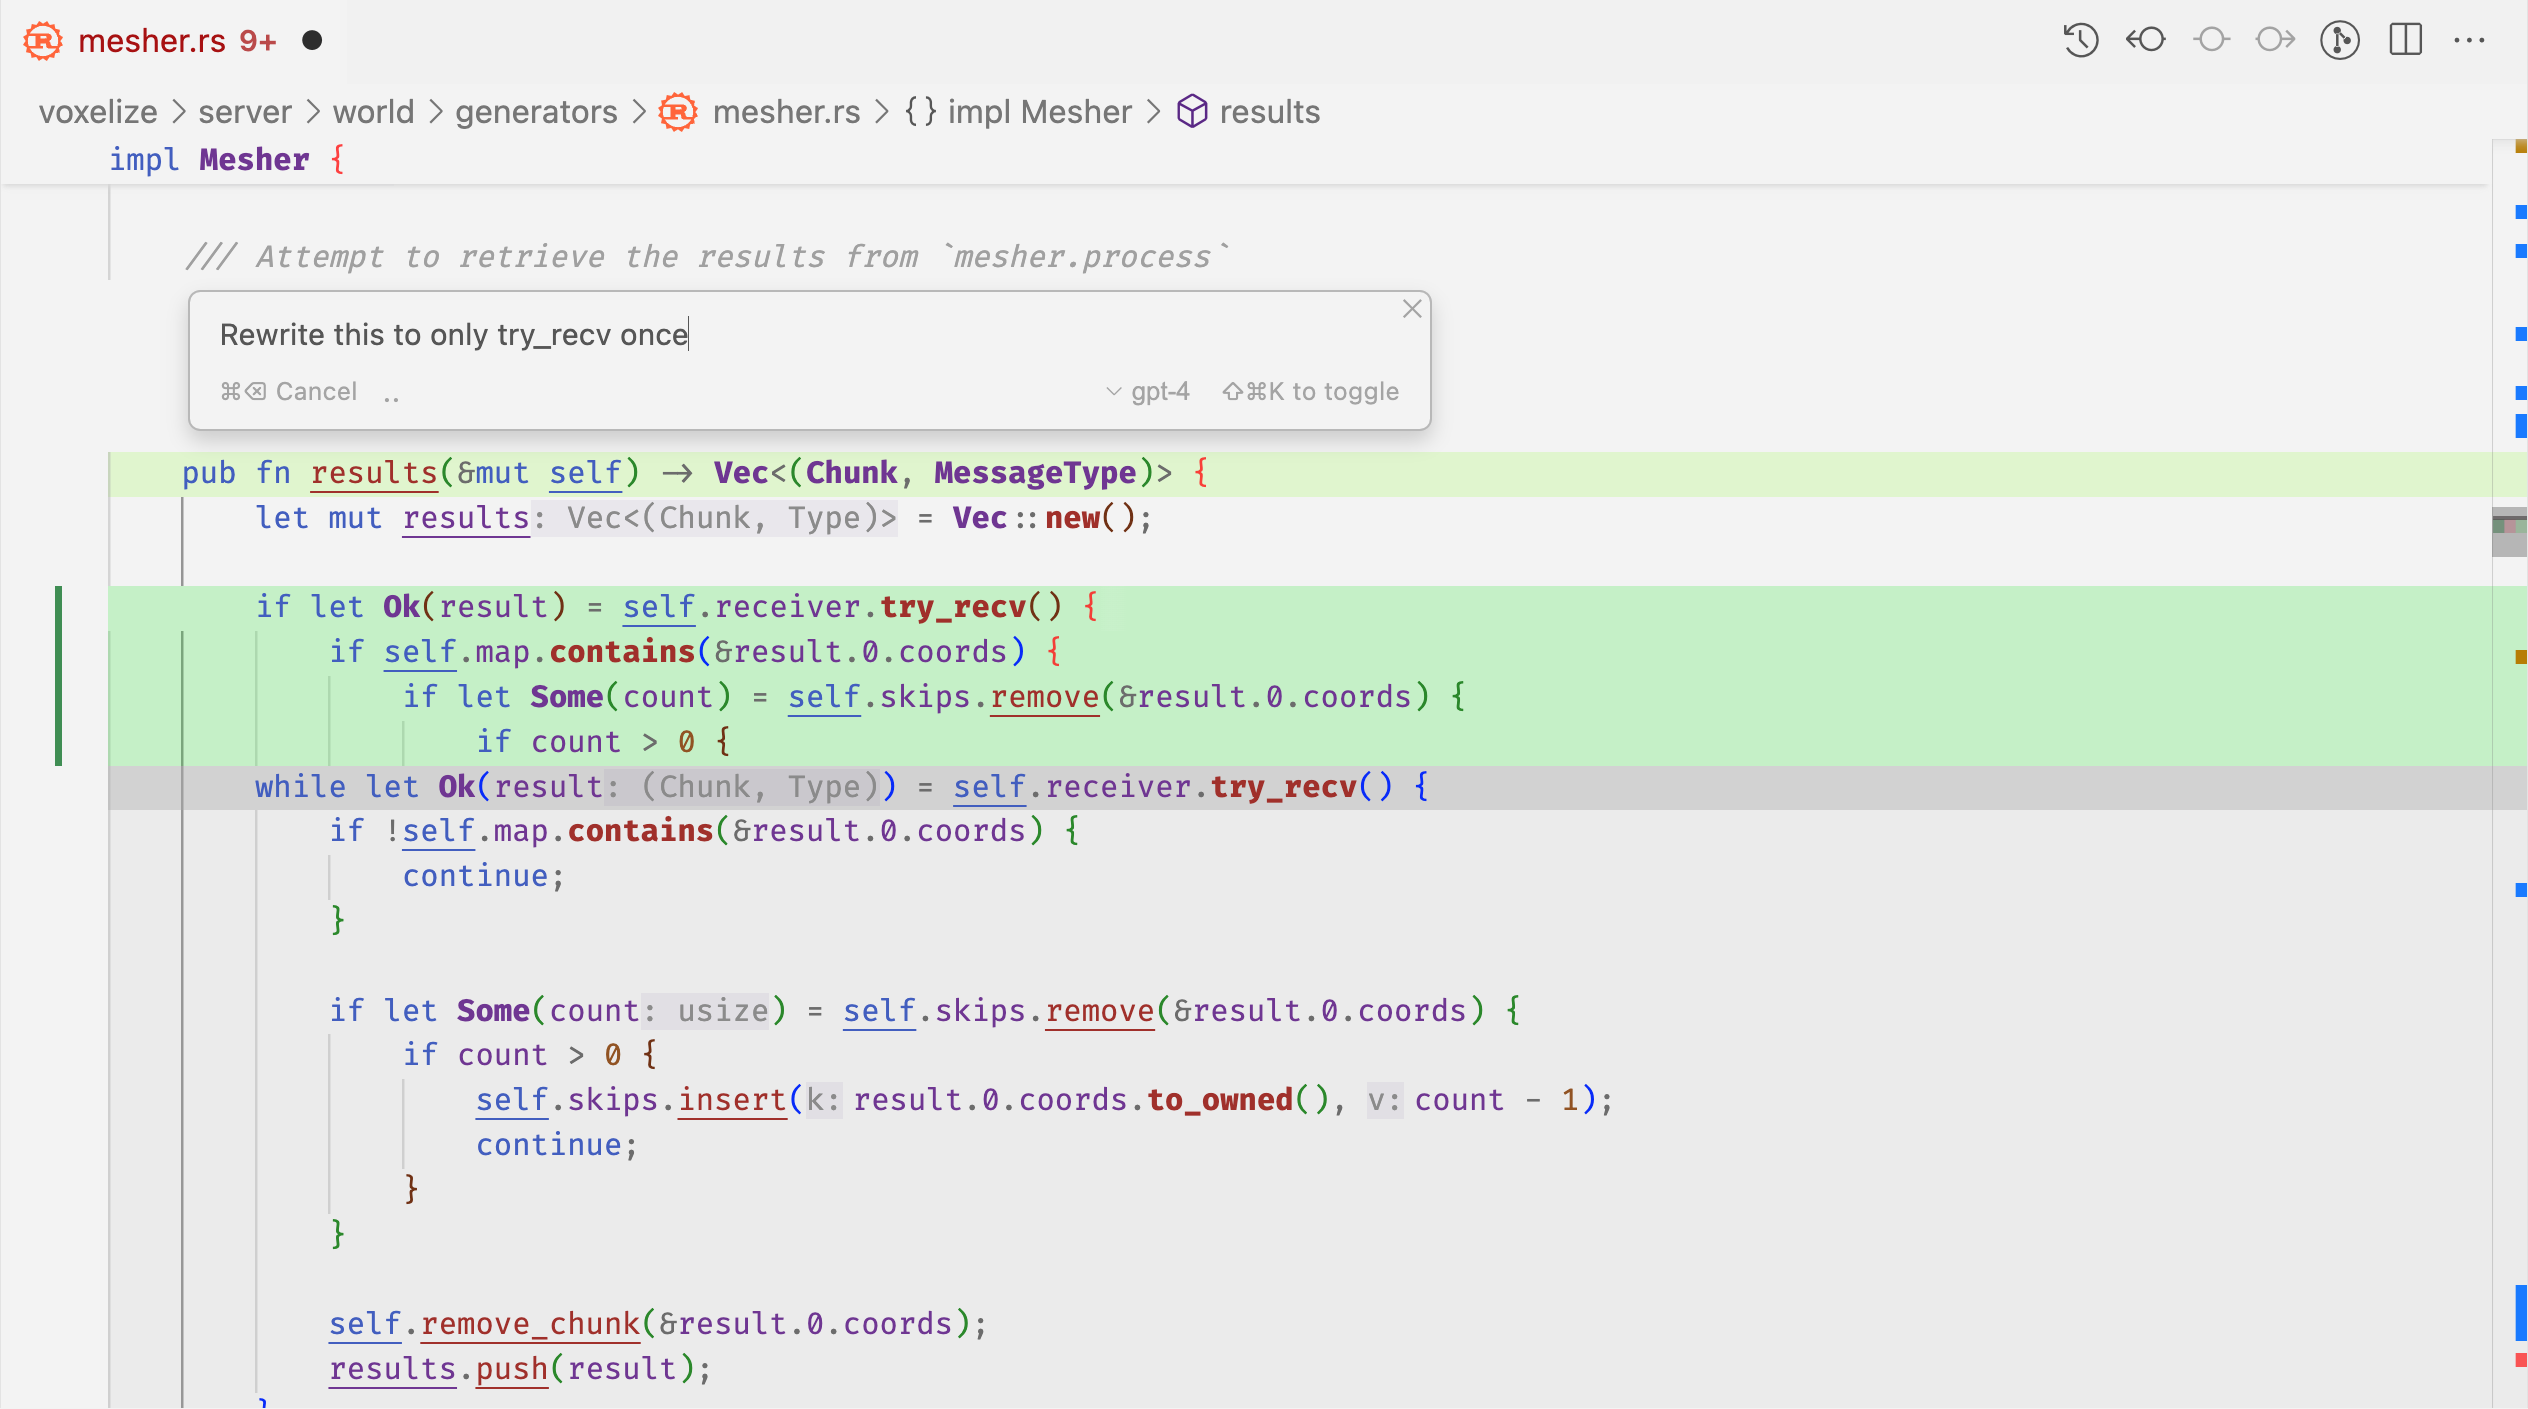 mesher.rs 9+
voxelize > server > world > generators > mesher.rs > {} impl Mesher > results
impl Mesher {
/// Attempt to retrieve the results from `mesher.process`
Rewrite this to only try_recv once
⌘⌫ Cancel ..
gpt-4 ⇧⌘K to toggle
pub fn results(&mut self) -> Vec<(Chunk, MessageType)> {
let mut results: Vec<(Chunk, Type)> = Vec::new();
if let Ok(result) = self.receiver.try_recv() {
if self.map.contains(&result.0.coords) {
if let Some(count) = self.skips.remove(&result.0.coords) {
if count > 0 {
while let Ok(result: (Chunk, Type)) = self.receiver.try_recv() {
if !self.map.contains(&result.0.coords) {
continue;
}
if let Some(count: usize) = self.skips.remove(&result.0.coords) {
if count > 0 {
self.skips.insert(k: result.0.coords.to_owned(), v: count - 1);
continue;
}
}
self.remove_chunk(&result.0.coords);
results.push(result);
}